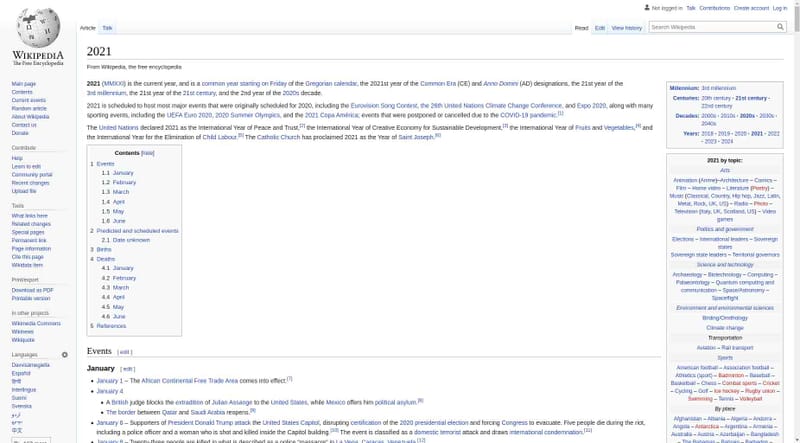 Not logged in Talk Contributions Create account Log in
Article Talk Read Edit View history Search Wikipedia
WIKIPEDIA
The Free Encyclopedia
Main page
Contents
Current events
Random article
About Wikipedia
Contact us
Donate
Contribute
Help
Learn to edit
Community portal
Recent changes
Upload file
Tools
What links here
Related changes
Special pages
Permanent link
Page information
Cite this page
Wikidata item
Print/export
Download as PDF
Printable version
In other projects
Wikimedia Commons
Wikinews
Wikiquote
Languages
Davvisámegiella
Español
हिन्दी
Interlingua
Suomi
Svenska
اردو
中文
2021
From Wikipedia, the free encyclopedia
2021 (MMXXI) is the current year, and is a common year starting on Friday of the Gregorian calendar, the 2021st year of the Common Era (CE) and Anno Domini (AD) designations, the 21st year of the
3rd millennium, the 21st year of the 21st century, and the 2nd year of the 2020s decade.
2021 is scheduled to host most major events that were originally scheduled for 2020, including the Eurovision Song Contest, the 26th United Nations Climate Change Conference, and Expo 2020, along with many
sporting events, including the UEFA Euro 2020, 2020 Summer Olympics, and the 2021 Copa América; events that were postponed or cancelled due to the COVID-19 pandemic.[1]
The United Nations declared 2021 as the International Year of Peace and Trust,[2] the International Year of Creative Economy for Sustainable Development,[3] the International Year of Fruits and Vegetables,[4] and
the International Year for the Elimination of Child Labour.[5] The Catholic Church has proclaimed 2021 as the Year of Saint Joseph.[6]
Contents [hide]
1 Events
1.1 January
1.2 February
1.3 March
1.4 April
1.5 May
1.6 June
2 Predicted and scheduled events
2.1 Date unknown
3 Births
4 Deaths
4.1 January
4.2 February
4.3 March
4.4 April
4.5 May
4.6 June
5 References
Events [ edit ]
January [ edit ]
• January 1 – The African Continental Free Trade Area comes into effect.[7]
• January 4
• A British judge blocks the extradition of Julian Assange to the United States, while Mexico offers him political asylum.[8]
• The border between Qatar and Saudi Arabia reopens.[9]
• January 6 – Supporters of President Donald Trump attack the United States Capitol, disrupting certification of the 2020 presidential election and forcing Congress to evacuate. Five people die during the riot,
including a police officer and a woman who is shot and killed inside the Capitol building.[10] The event is classified as a domestic terrorist attack and draws international condemnation.[11]
Millennium: 3rd millennium
Centuries: 20th century · 21st century ·
22nd century
Decades: 2000s · 2010s · 2020s · 2030s ·
2040s
Years: 2018 · 2019 · 2020 · 2021 · 2022
· 2023 · 2024
2021 by topic:
Arts
Animation (Anime)–Architecture – Comics
– Film – Home video – Literature (Poetry) –
Music (Classical, Country, Hip hop, Jazz, Latin,
Metal, Rock, UK, US) – Radio – Photo –
Television (Italy, UK, Scotland, US) – Video
games
Politics and government
Elections – International leaders – Sovereign
states
Sovereign state leaders – Territorial governors
Science and technology
Archaeology – Biotechnology – Computing –
Palaeontology – Quantum computing and
communication – Space/Astronomy –
Spaceflight
Environment and environmental sciences
Birding/Ornithology
Climate change
Transportation
Aviation – Rail transport
Sports
American football – Association football –
Athletics (sport) – Badminton – Baseball –
Basketball – Chess – Combat sports – Cricket
– Cycling – Golf – Ice hockey – Rugby union –
Swimming – Tennis – Volleyball
By place
Afghanistan – Albania – Algeria – Andorra –
Angola – Antarctica – Argentina – Armenia –
Australia – Austria – Azerbaijan – Bangladesh